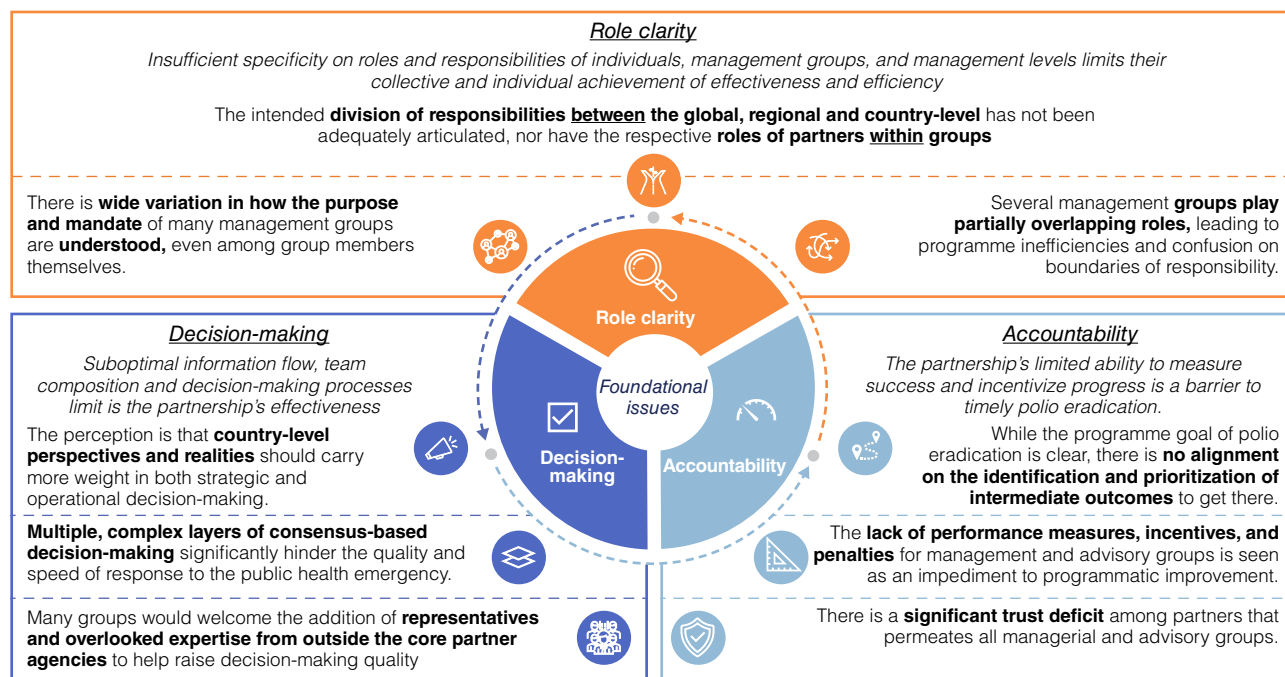 Role clarity
Insufficient specificity on roles and responsibilities of individuals, management groups, and management levels limits their
collective and individual achievement of effectiveness and efficiency
The intended division of responsibilities between the global, regional and country-level has not been
adequately articulated, nor have the respective roles of partners within groups
There is wide variation in how the purpose
and mandate of many management groups
are understood, even among group members
themselves.
Several management groups play
partially overlapping roles, leading to
programme inefficiencies and confusion on
boundaries of responsibility.
Role clarity
Foundational
issues
Decision-
making
Accountability
Decision-making
Suboptimal information flow, team
composition and decision-making processes
limit is the partnership's effectiveness
The perception is that country-level
perspectives and realities should carry
more weight in both strategic and
operational decision-making.
Multiple, complex layers of consensus-based
decision-making significantly hinder the quality and
speed of response to the public health emergency.
Many groups would welcome the addition of representatives
and overlooked expertise from outside the core partner
agencies to help raise decision-making quality
Accountability
The partnership's limited ability to measure
success and incentivize progress is a barrier to
timely polio eradication.
While the programme goal of polio
eradication is clear, there is no alignment
on the identification and prioritization of
intermediate outcomes to get there.
The lack of performance measures, incentives, and
penalties for management and advisory groups is seen
as an impediment to programmatic improvement.
There is a significant trust deficit among partners that
permeates all managerial and advisory groups.